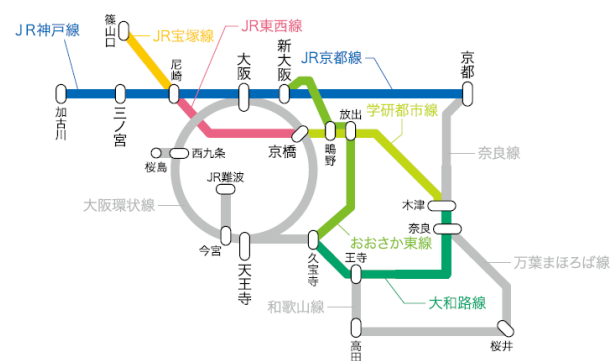 篠山口
JR神戸線
JR宝塚線
JR東西線
尼崎
大阪
新大阪
JR京都線
京都
加古川
三ノ宮
京橋
鴫野
放出
学研都市線
奈良線
桜島
西九条
JR難波
大阪環状線
今宮
天王寺
久宝寺
おおさか東線
木津
奈良
王寺
大和路線
万葉まほろば線
和歌山線
高田
桜井